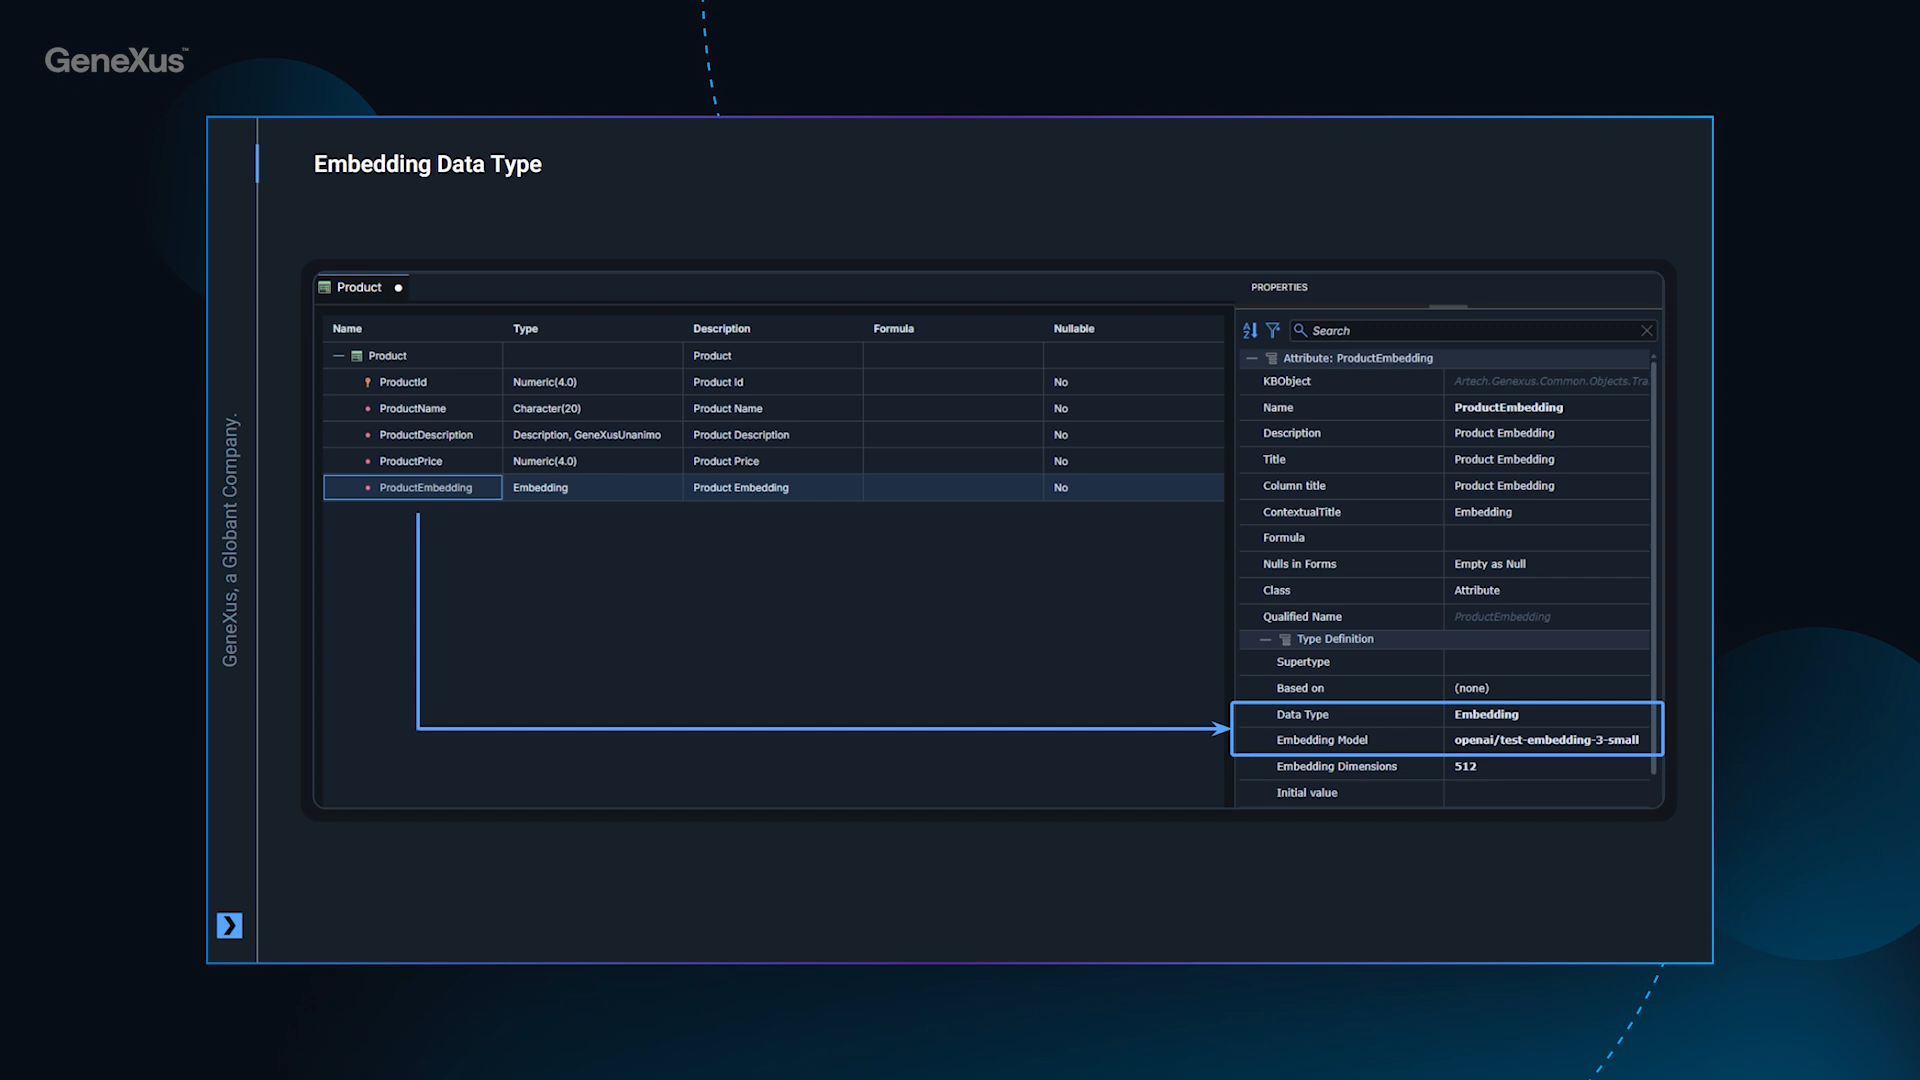 GeneXus™
Embedding Data Type
GeneXus, a Globant Company.
Product
Name Type Description Formula Nullable
Product Product
ProductId Numeric(4.0) Product Id No
ProductName Character(20) Product Name No
ProductDescription Description, GeneXusUnanimo Product Description No
ProductPrice Numeric(4.0) Product Price No
ProductEmbedding Embedding Product Embedding No
PROPERTIES
Search
Attribute: ProductEmbedding
KBObject Artech.Genexus.Common.Objects.Tra
Name ProductEmbedding
Description Product Embedding
Title Product Embedding
Column title Product Embedding
ContextualTitle Embedding
Formula
Nulls in Forms Empty as Null
Class Attribute
Qualified Name ProductEmbedding
Type Definition
Supertype
Based on (none)
Data Type Embedding
Embedding Model openai/test-embedding-3-small
Embedding Dimensions 512
Initial value